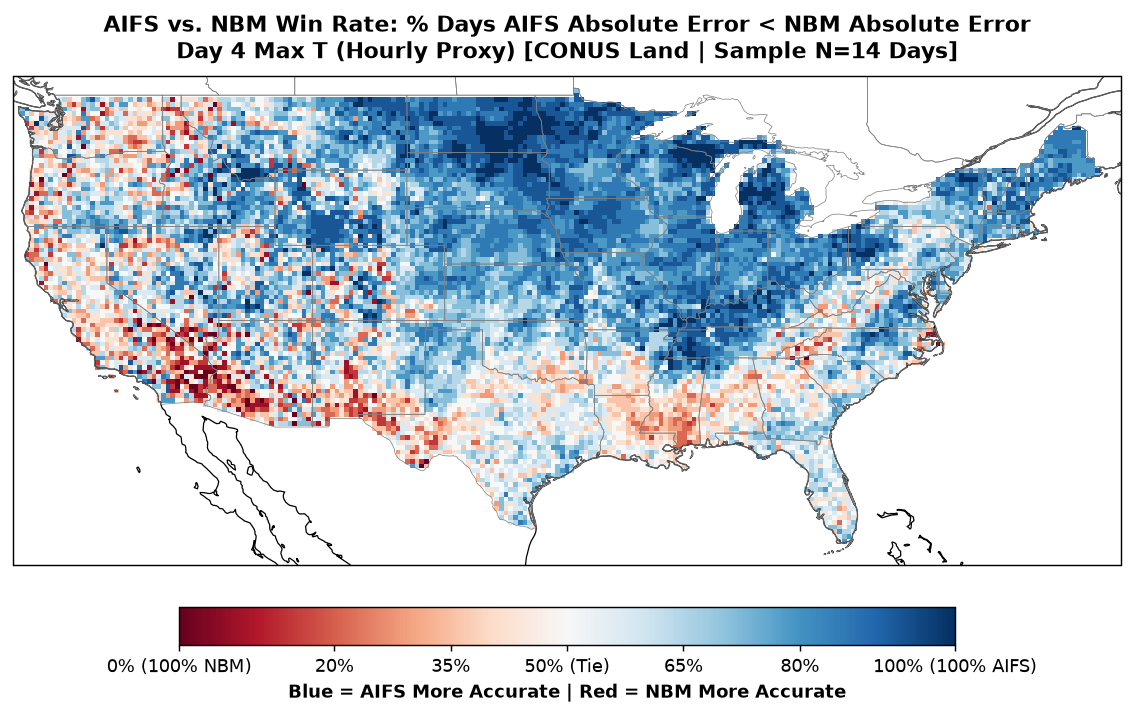 AIFS vs. NBM Win Rate: % Days AIFS Absolute Error < NBM Absolute Error
Day 4 Max T (Hourly Proxy) [CONUS Land | Sample N=14 Days]
0% (100% NBM) 20% 35% 50% (Tie) 65% 80% 100% (100% AIFS)
Blue = AIFS More Accurate | Red = NBM More Accurate